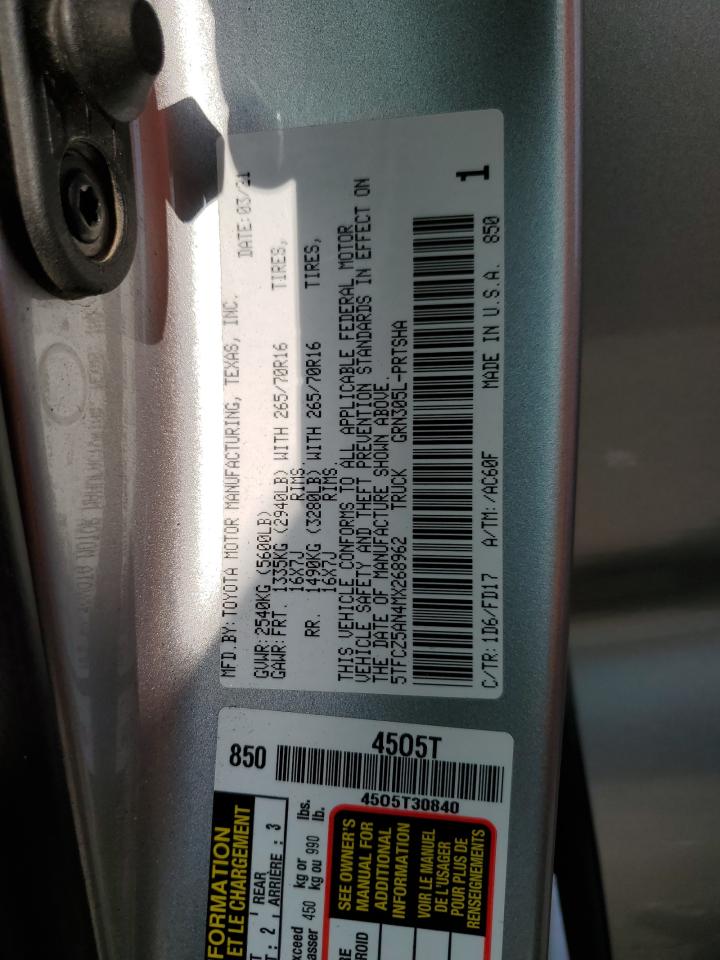 MFD.BY: TOYOTA MOTOR MANUFACTURING, TEXAS, INC. DATE: 03/21
GVWR: 2540KG (5600LB)
GAWR: FRT. 1335KG (2940LB) WITH 265/70R16 TIRES,
16X7J RIMS.
RR. 1490KG (3280LB) WITH 265/70R16 TIRES,
16X7J RIMS.
THIS VEHICLE CONFORMS TO ALL APPLICABLE FEDERAL MOTOR
VEHICLE SAFETY AND THEFT PREVENTION STANDARDS IN EFFECT ON
THE DATE OF MANUFACTURE SHOWN ABOVE.
5TFCZ5AN4MX268962 TRUCK GRN305L-PRTSHA
1
C/TR: 1D6/FD17 A/TM: /AC60F MADE IN U.S.A. 850
850
4505T
4505T30840
FORMATION
ET LE CHARGEMENT
REAR
T : 2 , ARRIÈRE : 3
xceed
asser 450 kg or kg ou 990 lbs. lb.
SEE OWNER'S
MANUAL FOR
ADDITIONAL
INFORMATION
VOIR LE MANUEL
DE L'USAGER
POUR PLUS DE
RENSEIGNEMENTS